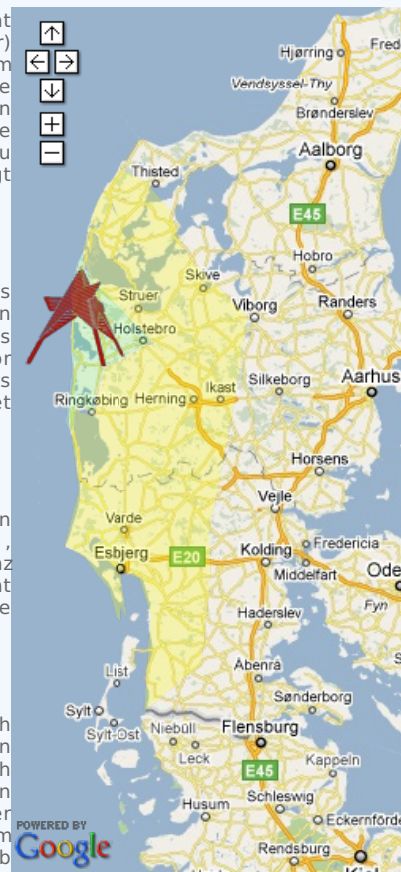 Hjørring
Fred
Vendsyssel-Thy
Brønderslev
Aalborg
Thisted
E45
Hobro
Skive
Struer
Viborg
Randers
Holstebro
Ikast
Silkeborg
Aarhus
Ringkøbing
Herning
Horsens
Vejle
Varde
Fredericia
Esbjerg
E20
Kolding
Middelfart
Ode
Fyn
Haderslev
List
Åbenrå
Sønderborg
Sylt
Sylt-Ost
Niebüll
Flensburg
Leck
Kappeln
E45
Schleswig
Husum
Eckernförde
Rendsburg
POWERED BY
Google